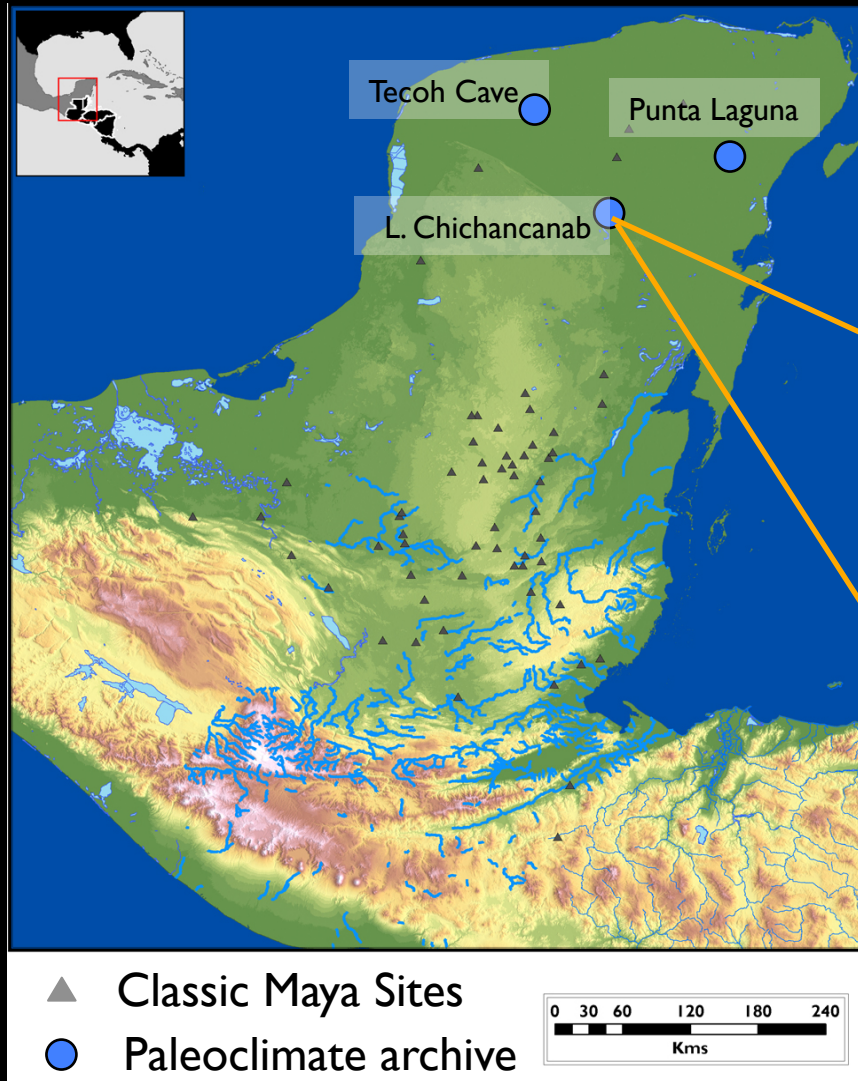 Tecoh Cave
Punta Laguna
L. Chichancanab
Classic Maya Sites
Paleoclimate archive
0 30 60 120 180 240
Kms